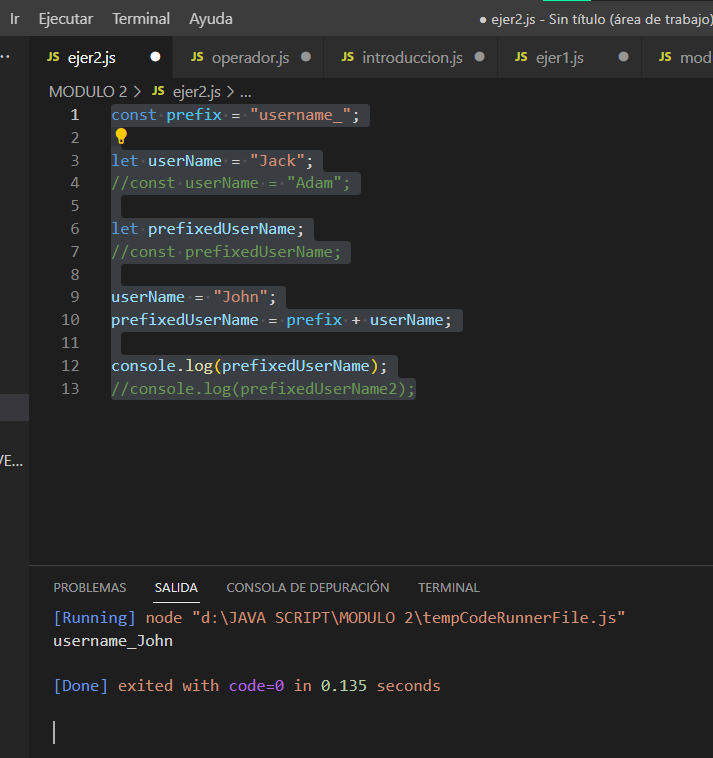 Ir Ejecutar Terminal Ayuda ● ejer2.js - Sin título (área de trabajo)
JS ejer2.js ● JS operador.js ● JS introduccion.js ● JS ejer1.js ● JS mod
MODULO 2 > JS ejer2.js > ...
1 const prefix = "username_";
2
3 let userName = "Jack";
4 //const userName = "Adam";
5
6 let prefixedUserName;
7 //const prefixedUserName;
8
9 userName = "John";
10 prefixedUserName = prefix + userName;
11
12 console.log(prefixedUserName);
13 //console.log(prefixedUserName2);
VE...
PROBLEMAS SALIDA CONSOLA DE DEPURACIÓN TERMINAL
[Running] node "d:\JAVA SCRIPT\MODULO 2\tempCodeRunnerFile.js"
username_John
[Done] exited with code=0 in 0.135 seconds